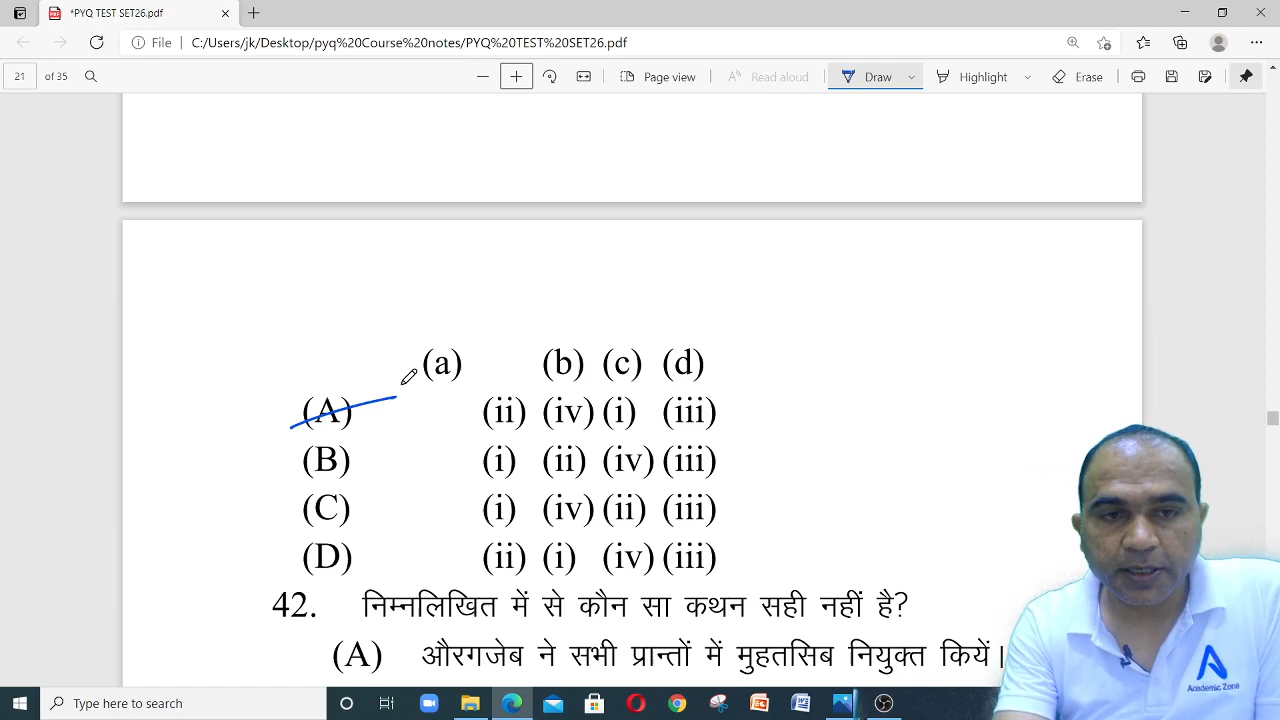 *PYQ TEST SET26.pdf
File | C:/Users/jk/Desktop/pyq%20Course%20notes/PYQ%20TEST%20SET26.pdf
21 of 35 Page view Read aloud Draw Highlight Erase
(a) (b) (c) (d)
(A) (ii) (iv) (i) (iii)
(B) (i) (ii) (iv) (iii)
(C) (i) (iv) (ii) (iii)
(D) (ii) (i) (iv) (iii)
42. निम्नलिखित में से कौन सा कथन सही नहीं है?
(A) औरगजेब ने सभी प्रान्तों में मुहतसिब नियुक्त कियें।
Academic Zone
Type here to search